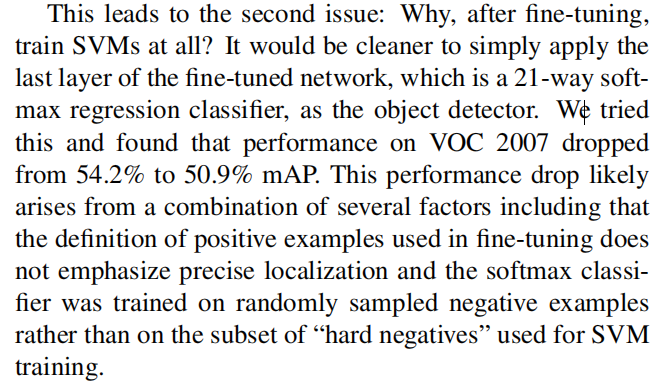 This leads to the second issue: Why, after fine-tuning,
train SVMs at all? It would be cleaner to simply apply the
last layer of the fine-tuned network, which is a 21-way soft-
max regression classifier, as the object detector. We tried
this and found that performance on VOC 2007 dropped
from 54.2% to 50.9% mAP. This performance drop likely
arises from a combination of several factors including that
the definition of positive examples used in fine-tuning does
not emphasize precise localization and the softmax classi-
fier was trained on randomly sampled negative examples
rather than on the subset of “hard negatives” used for SVM
training.